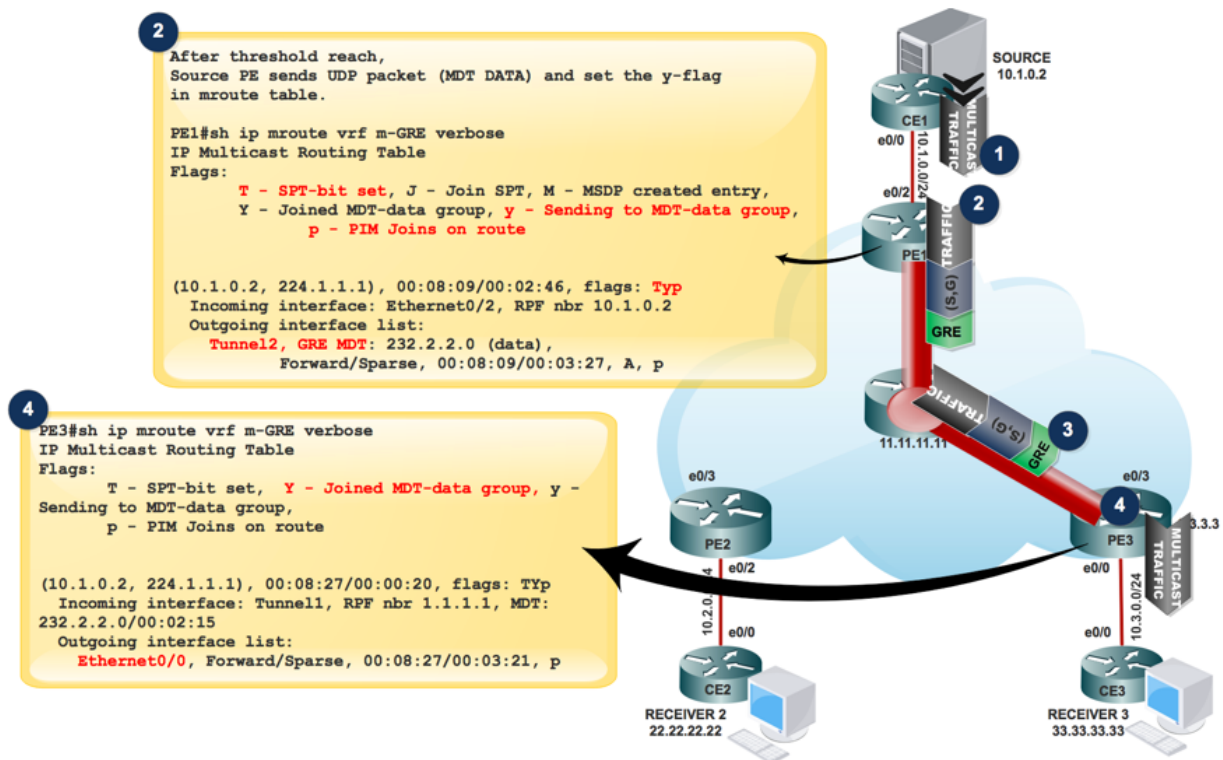 2
After threshold reach,
Source PE sends UDP packet (MDT DATA) and set the y-flag
in mroute table.
PE1#sh ip mroute vrf m-GRE verbose
IP Multicast Routing Table
Flags:
T - SPT-bit set, J - Join SPT, M - MSDP created entry,
Y - Joined MDT-data group, y - Sending to MDT-data group,
p - PIM Joins on route
(10.1.0.2, 224.1.1.1), 00:08:09/00:02:46, flags: Typ
Incoming interface: Ethernet0/2, RPF nbr 10.1.0.2
Outgoing interface list:
Tunnel2, GRE MDT: 232.2.2.0 (data),
Forward/Sparse, 00:08:09/00:03:27, A, p
4
PE3#sh ip mroute vrf m-GRE verbose
IP Multicast Routing Table
Flags:
T - SPT-bit set, Y - Joined MDT-data group, y -
Sending to MDT-data group,
p - PIM Joins on route
(10.1.0.2, 224.1.1.1), 00:08:27/00:00:20, flags: TYp
Incoming interface: Tunnel1, RPF nbr 1.1.1.1, MDT:
232.2.2.0/00:02:15
Outgoing interface list:
Ethernet0/0, Forward/Sparse, 00:08:27/00:03:21, p
SOURCE
10.1.0.2
CE1
MULTICAST
TRAFFIC
1
e0/0
10.1.0.0/24
e0/2
2
PE1
TRAFFIC
(S,G)
GRE
11.11.11.11
TRAFFIC
(S,G)
GRE
3
e0/3
PE2
e0/2
e0/0
CE2
RECEIVER 2
22.22.22.22
e0/3
4
3.3.3
PE3
e0/0
MULTICAST
TRAFFIC
10.3.0.0/24
e0/0
CE3
RECEIVER 3
33.33.33.33